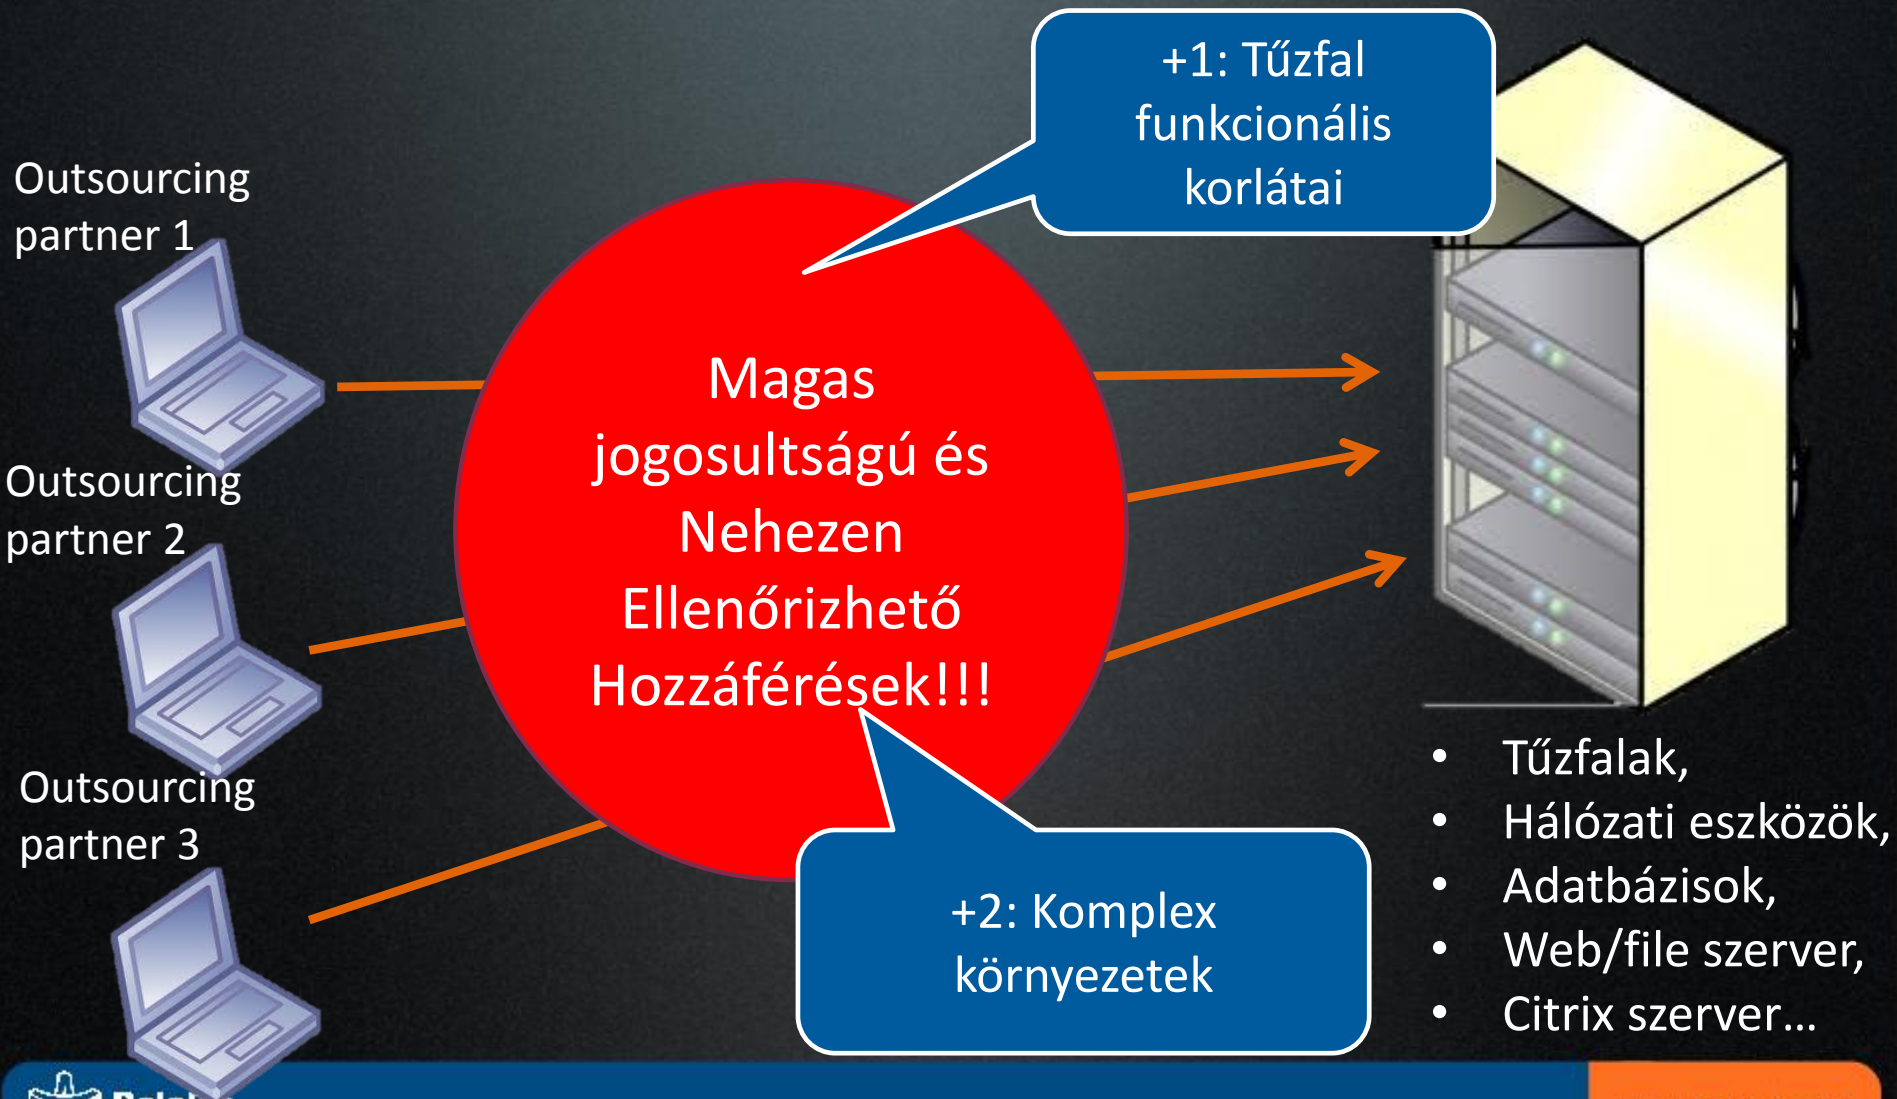 +1: Tűzfal
funkcionális
korlátai
Outsourcing
partner 1
Magas
jogosultságú és
Nehezen
Ellenőrizhető
Hozzáférések!!!
Outsourcing
partner 2
Outsourcing
partner 3
+2: Komplex
környezetek
• Tűzfalak,
• Hálózati eszközök,
• Adatbázisok,
• Web/file szerver,
• Citrix szerver...